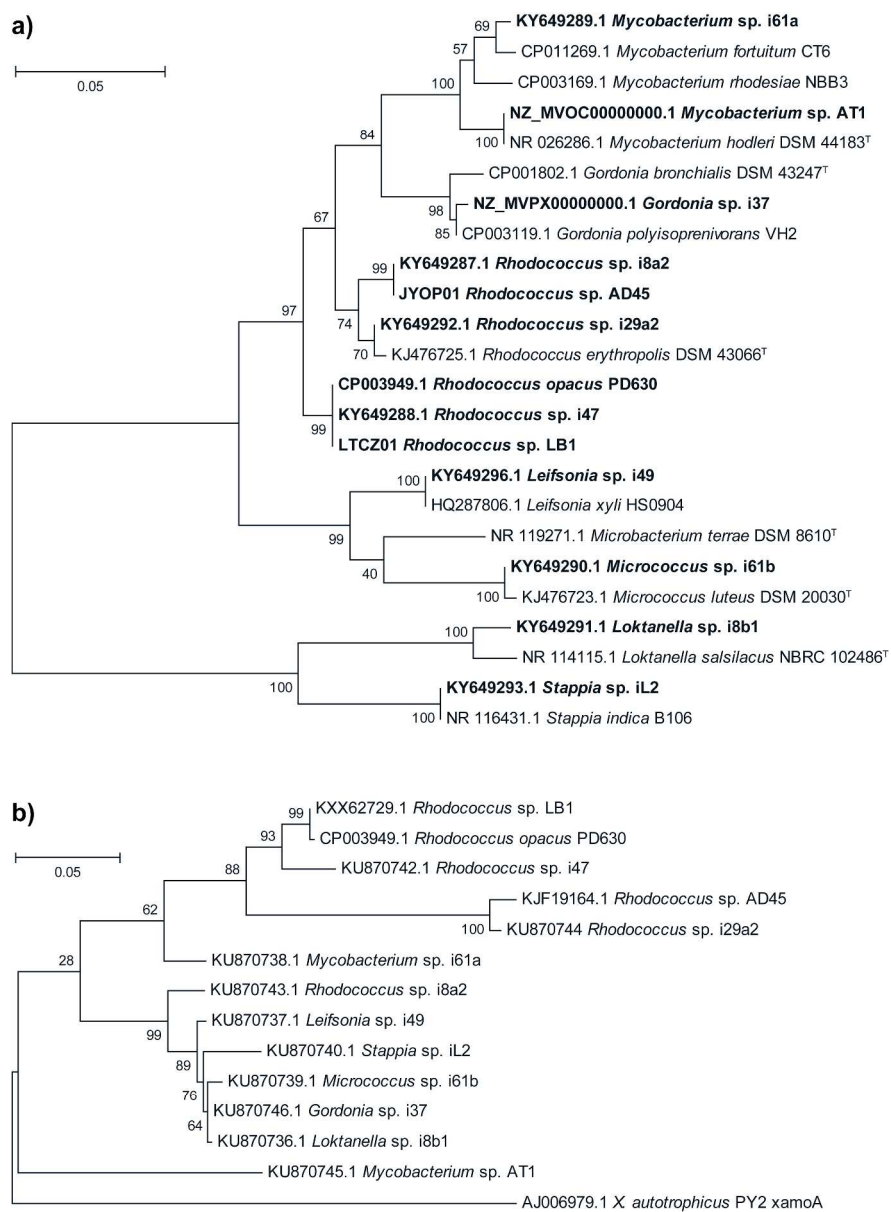 a)
69
KY649289.1 Mycobacterium sp. i61a
57
CP011269.1 Mycobacterium fortuitum CT6
0.05
100
CP003169.1 Mycobacterium rhodesiae NBB3
NZ_MVOC00000000.1 Mycobacterium sp. AT1
84
100
NR 026286.1 Mycobacterium hodleri DSM 44183ᵀ
CP001802.1 Gordonia bronchialis DSM 43247ᵀ
98
NZ_MVPX00000000.1 Gordonia sp. i37
67
85
CP003119.1 Gordonia polyisoprenivorans VH2
99
KY649287.1 Rhodococcus sp. i8a2
JYOP01 Rhodococcus sp. AD45
97
74
KY649292.1 Rhodococcus sp. i29a2
70
KJ476725.1 Rhodococcus erythropolis DSM 43066ᵀ
CP003949.1 Rhodococcus opacus PD630
KY649288.1 Rhodococcus sp. i47
99
LTCZ01 Rhodococcus sp. LB1
100
KY649296.1 Leifsonia sp. i49
HQ287806.1 Leifsonia xyli HS0904
99
NR 119271.1 Microbacterium terrae DSM 8610ᵀ
40
KY649290.1 Micrococcus sp. i61b
100
KJ476723.1 Micrococcus luteus DSM 20030ᵀ
100
KY649291.1 Loktanella sp. i8b1
NR 114115.1 Loktanella salsilacus NBRC 102486ᵀ
100
KY649293.1 Stappia sp. iL2
100
NR 116431.1 Stappia indica B106
b)
99
KXX62729.1 Rhodococcus sp. LB1
93
CP003949.1 Rhodococcus opacus PD630
0.05
88
KU870742.1 Rhodococcus sp. i47
KJF19164.1 Rhodococcus sp. AD45
62
100
KU870744 Rhodococcus sp. i29a2
28
KU870738.1 Mycobacterium sp. i61a
KU870743.1 Rhodococcus sp. i8a2
99
KU870737.1 Leifsonia sp. i49
89
KU870740.1 Stappia sp. iL2
76
KU870739.1 Micrococcus sp. i61b
64
KU870746.1 Gordonia sp. i37
KU870736.1 Loktanella sp. i8b1
KU870745.1 Mycobacterium sp. AT1
AJ006979.1 X. autotrophicus PY2 xamoA